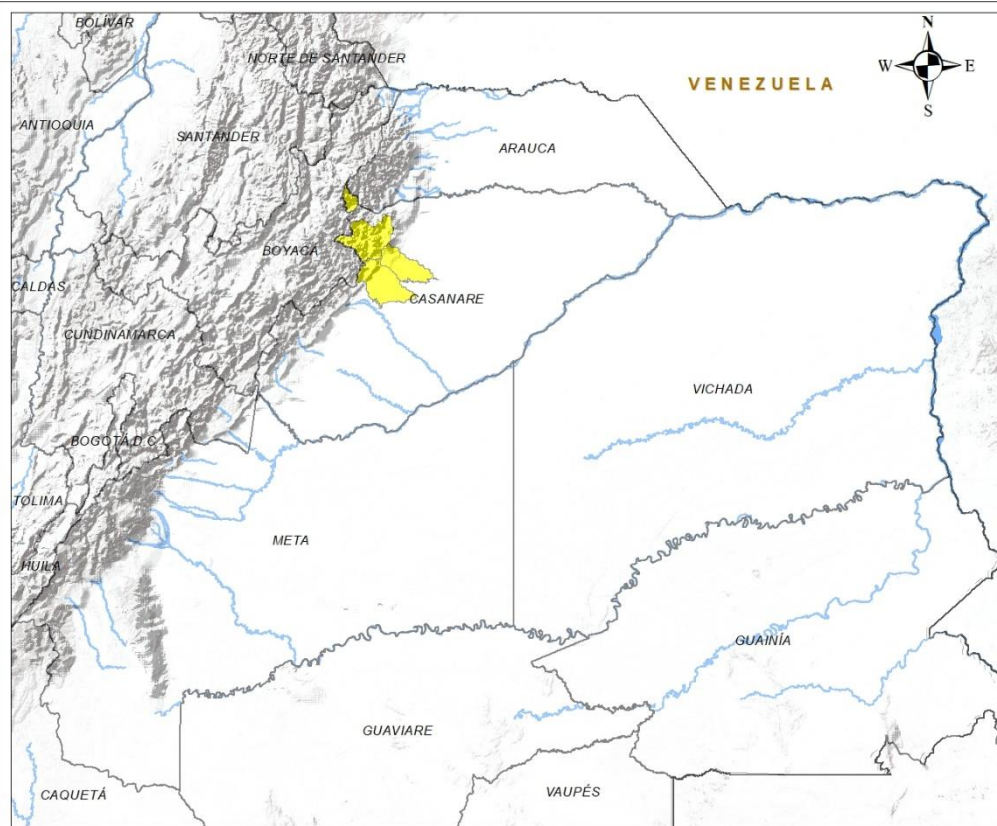 BOLÍVAR
N
NORTE DE SANTANDER
W
E
VENEZUELA
S
ANTIOQUIA
SANTANDER
ARAUCA
BOYACÁ
CALDAS
CASANARE
CUNDINAMARCA
VICHADA
BOGOTÁ D.C.
TOLIMA
META
HUILA
GUAINÍA
GUAVIARE
CAQUETÁ
VAUPÉS